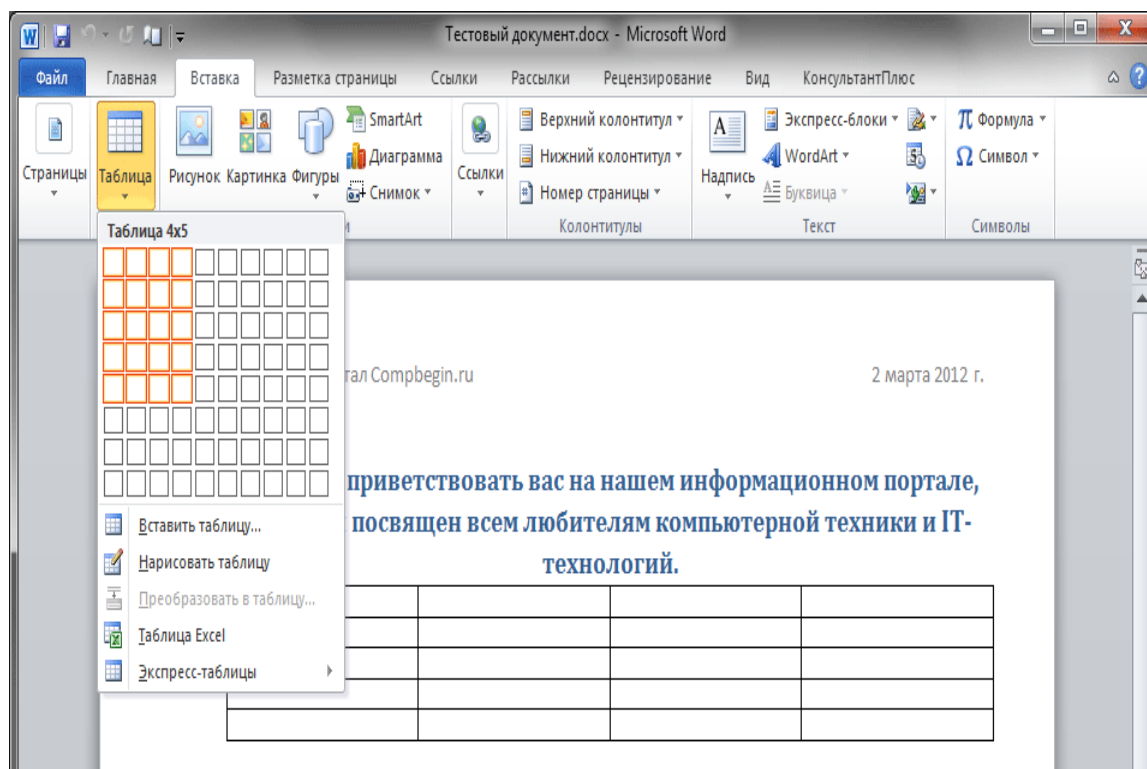 Тестовый документ.docx - Microsoft Word
Файл Главная Вставка Разметка страницы Ссылки Рассылки Рецензирование Вид КонсультантПлюс
Страницы
Таблица
Рисунок
Картинка
Фигуры
SmartArt
Диаграмма
Снимок
Ссылки
Верхний колонтитул
Нижний колонтитул
Номер страницы
Колонтитулы
Надпись
Экспресс-блоки
WordArt
Буквица
Текст
Формула
Символ
Символы
Таблица 4x5
Вставить таблицу...
Нарисовать таблицу
Преобразовать в таблицу...
Таблица Excel
Экспресс-таблицы
Compbegin.ru
2 марта 2012 г.
приветствовать вас на нашем информационном портале,
посвящен всем любителям компьютерной техники и IT-
технологий.